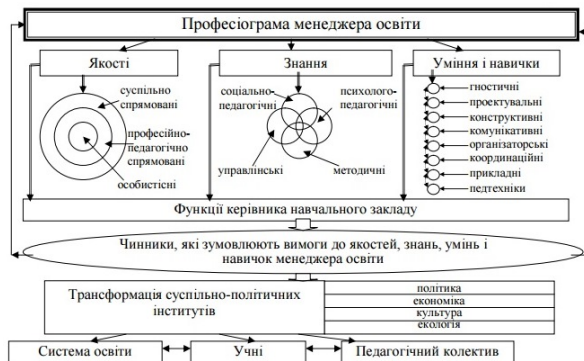 Професіограма менеджера освіти
Якості
Знання
Уміння і навички
суспільно
спрямовані
професійно-
педагогічно
спрямовані
особистісні
соціально-
педагогічні
психолого-
педагогічні
управлінські
методичні
гностичні
проектувальні
конструктивні
комунікативні
організаторські
координаційні
прикладні
педтехніки
Функції керівника навчального закладу
Чинники, які зумовлюють вимоги до якостей, знань, умінь і
навичок менеджера освіти
Трансформація суспільно-політичних
інститутів
політика
економіка
культура
екологія
Система освіти
Учні
Педагогічний колектив